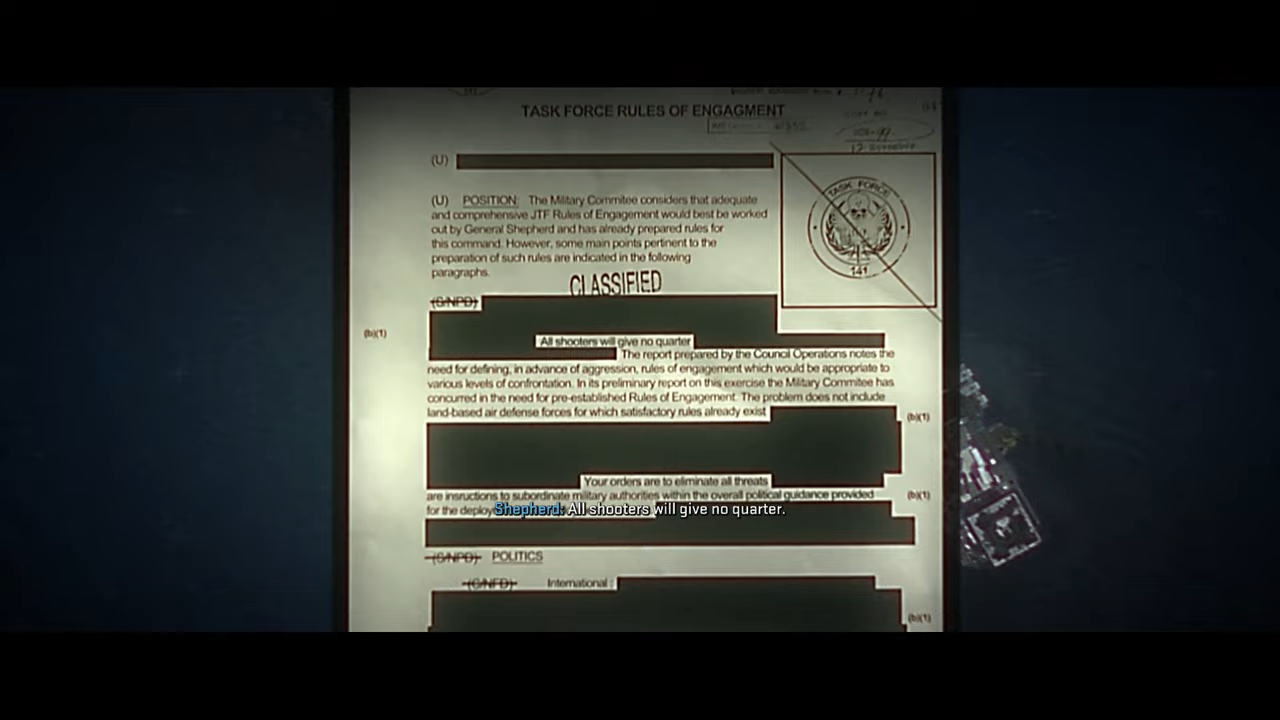 TASK FORCE RULES OF ENGAGMENT
(U)
TASK FORCE
141
(U) POSITION: The Military Commitee considers that adequate
and comprehensive JTF Rules of Engagement would best be worked
out by General Shepherd and has already prepared rules for
this command. However, some main points pertinent to the
preparation of such rules are indicated in the following
paragraphs.
CLASSIFIED
(S/NPD)
(b)(1)
All shooters will give no quarter
The report prepared by the Council Operations notes the
need for defining, in advance of aggression, rules of engagement which would be appropriate to
various levels of confrontation. In its preliminary report on this exercise the Military Commitee has
concurred in the need for pre-established Rules of Engagement. The problem does not include
land-based air defense forces for which satisfactory rules already exist
(b)(1)
Your orders are to eliminate all threats
are insructions to subordinate military authorities within the overall political guidance provided
(b)(1)
for the deploy
Shepherd: All shooters will give no quarter.
(S/NPD) POLITICS
(S/NFD) International :
(b)(1)